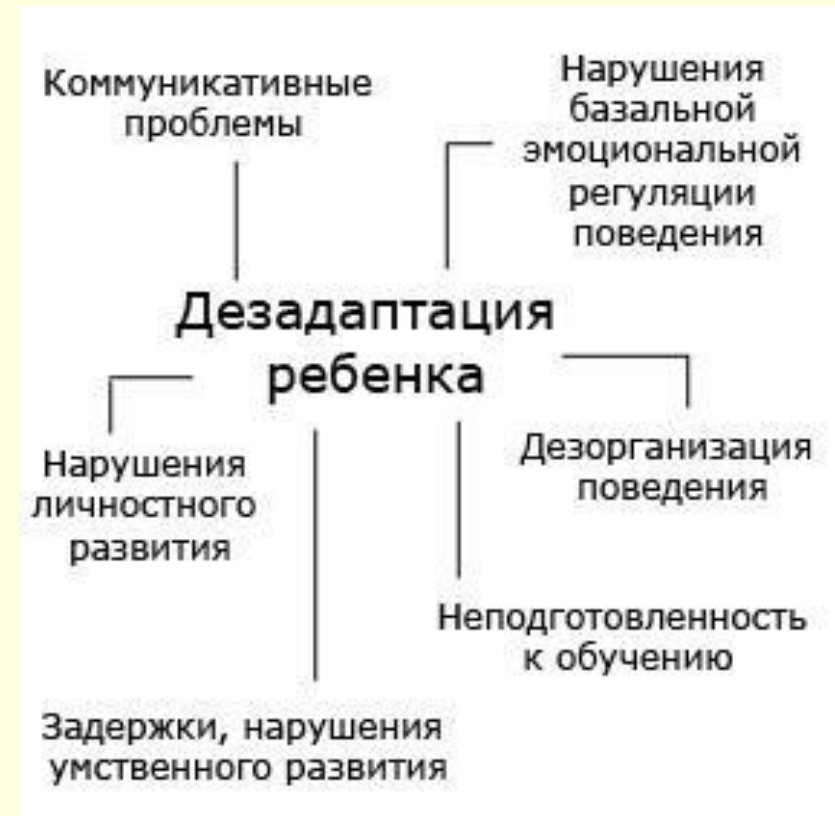 Коммуникативные
проблемы
Нарушения
базальной
эмоциональной
регуляции
поведения
Дезадаптация
ребенка
Нарушения
личностного
развития
Дезорганизация
поведения
Неподготовленность
к обучению
Задержки, нарушения
умственного развития